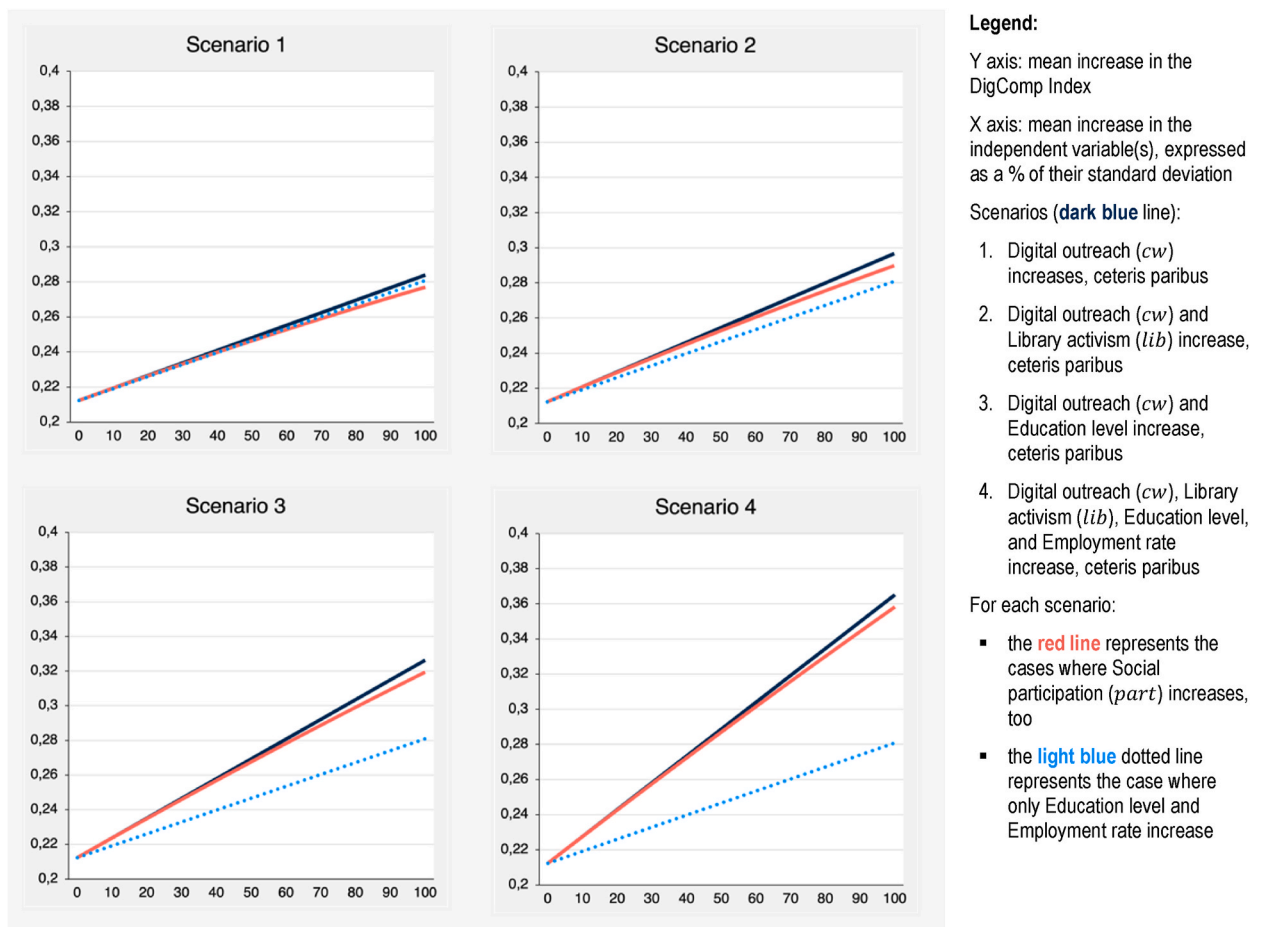 Scenario 1
0,4
0,38
0,36
0,34
0,32
0,3
0,28
0,26
0,24
0,22
0,2
0 10 20 30 40 50 60 70 80 90 100
Scenario 2
0,4
0,38
0,36
0,34
0,32
0,3
0,28
0,26
0,24
0,22
0,2
0 10 20 30 40 50 60 70 80 90 100
Scenario 3
0,4
0,38
0,36
0,34
0,32
0,3
0,28
0,26
0,24
0,22
0,2
0 10 20 30 40 50 60 70 80 90 100
Scenario 4
0,4
0,38
0,36
0,34
0,32
0,3
0,28
0,26
0,24
0,22
0,2
0 10 20 30 40 50 60 70 80 90 100
Legend:
Y axis: mean increase in the
DigComp Index
X axis: mean increase in the
independent variable(s), expressed
as a % of their standard deviation
Scenarios (dark blue line):
1. Digital outreach (cw)
increases, ceteris paribus
2. Digital outreach (cw) and
Library activism (lib) increase,
ceteris paribus
3. Digital outreach (cw) and
Education level increase,
ceteris paribus
4. Digital outreach (cw), Library
activism (lib), Education level,
and Employment rate
increase, ceteris paribus
For each scenario:
▪ the red line represents the
cases where Social
participation (part) increases,
too
▪ the light blue dotted line
represents the case where
only Education level and
Employment rate increase